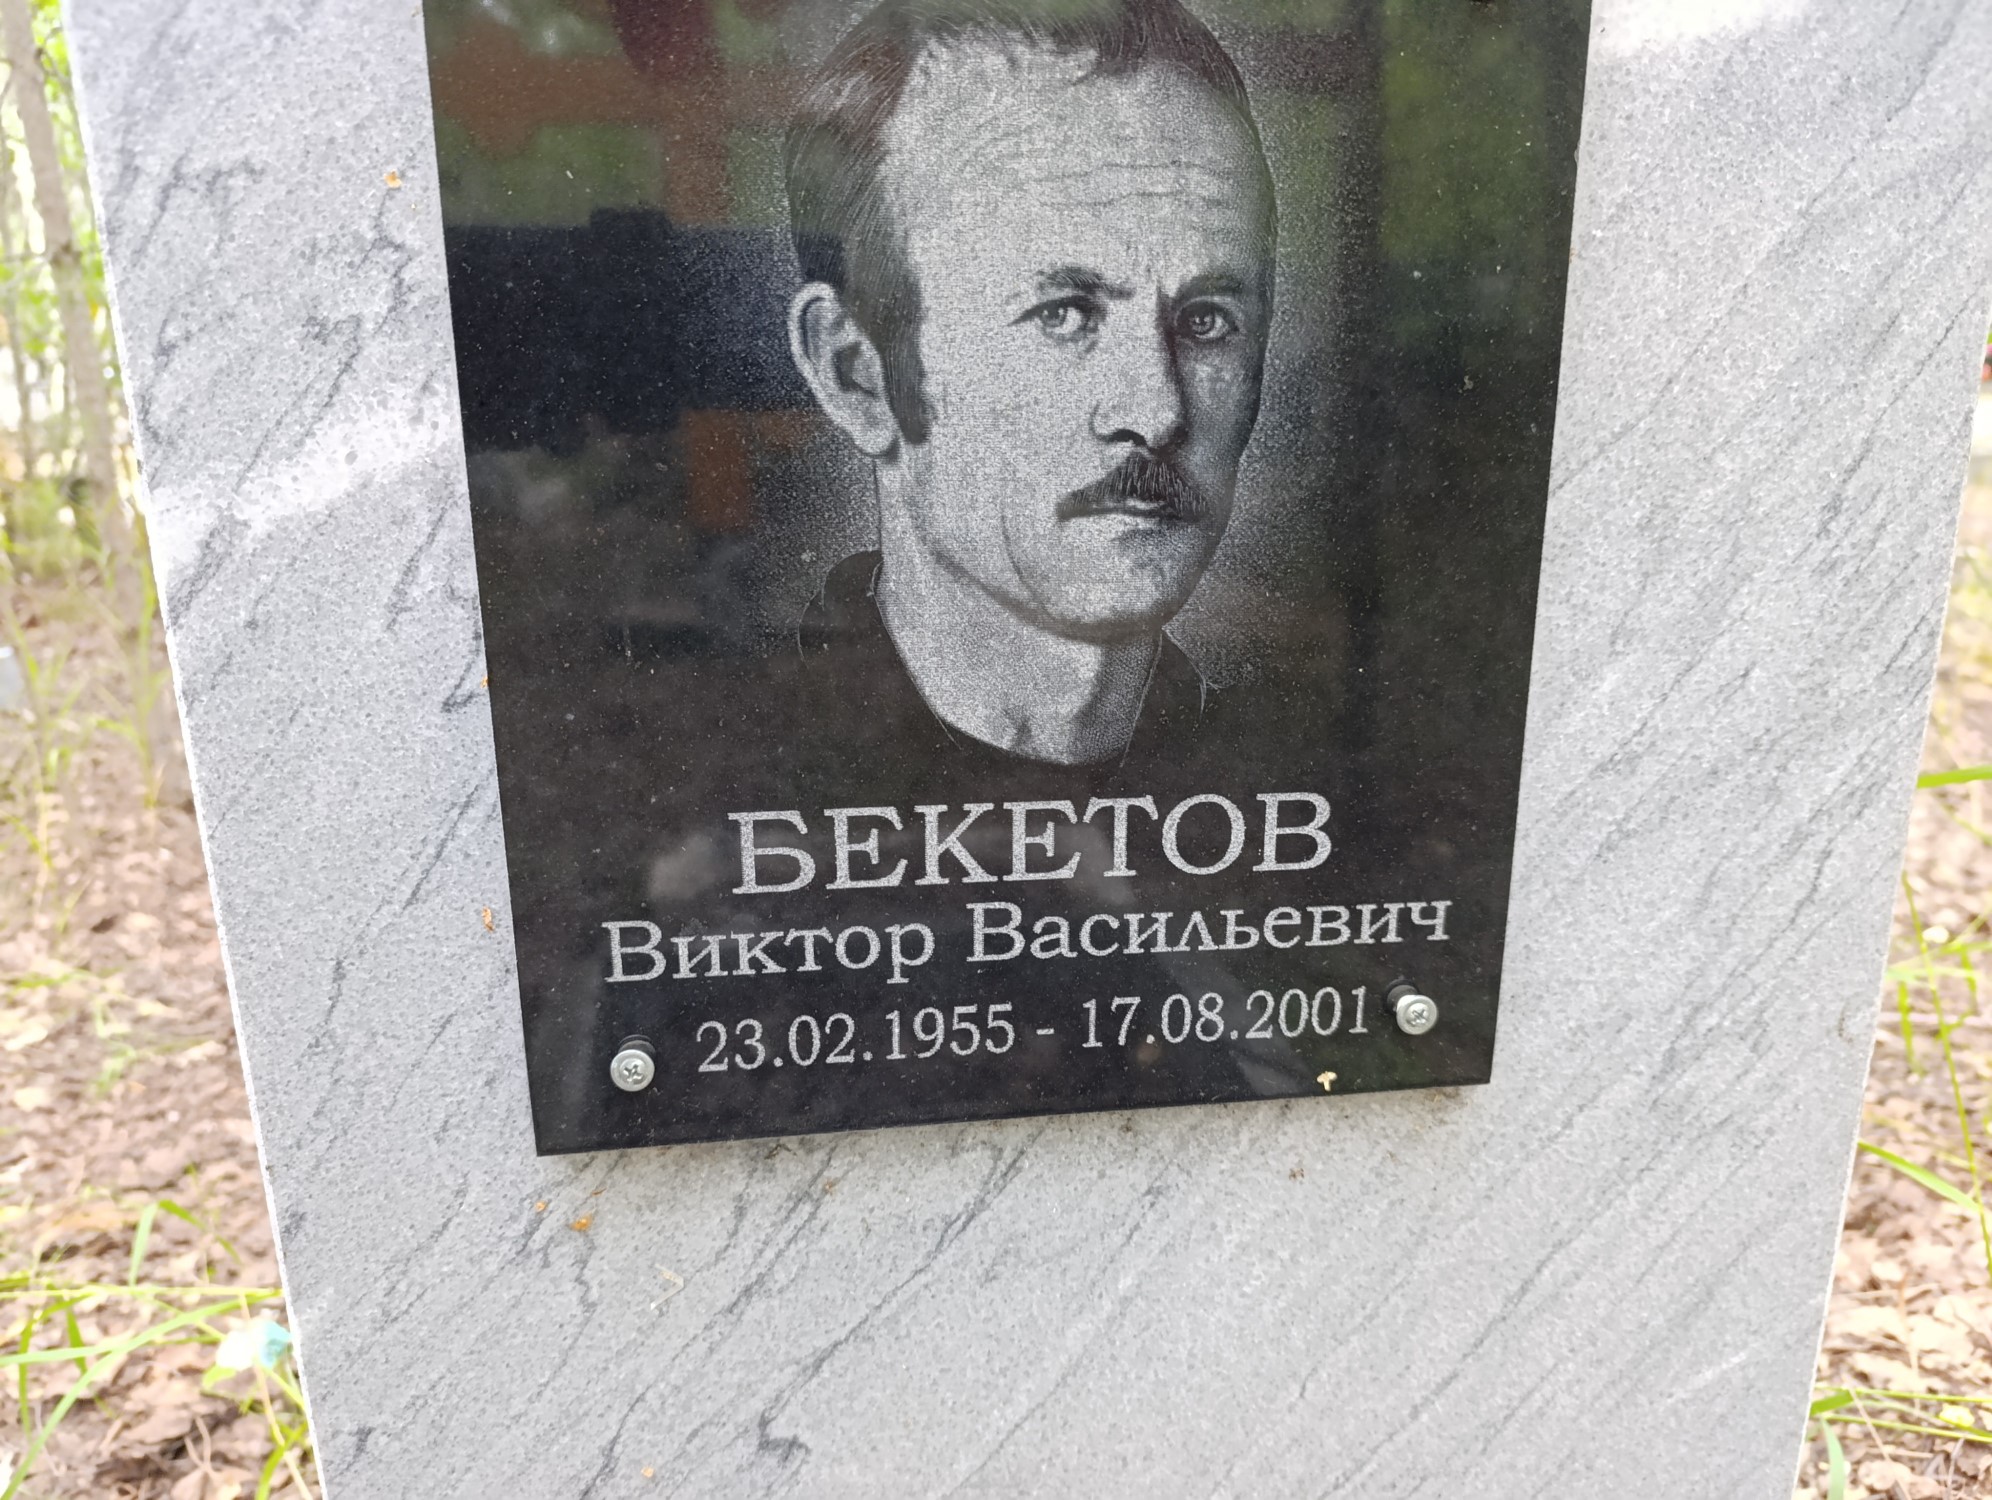 БЕКЕТОВ
Виктор Васильевич
23.02.1955 - 17.08.2001